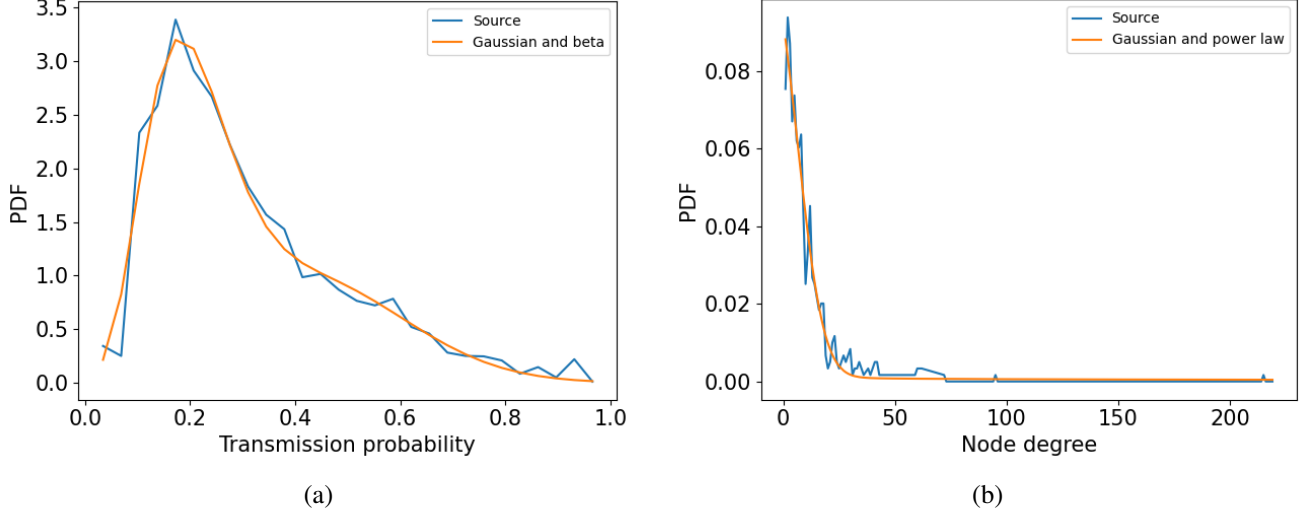 3.5
3.0
2.5
2.0
1.5
1.0
0.5
0.0
PDF
Source
Gaussian and beta
0.0 0.2 0.4 0.6 0.8 1.0
Transmission probability
(a)
0.08
0.06
0.04
0.02
0.00
PDF
Source
Gaussian and power law
0 50 100 150 200
Node degree
(b)